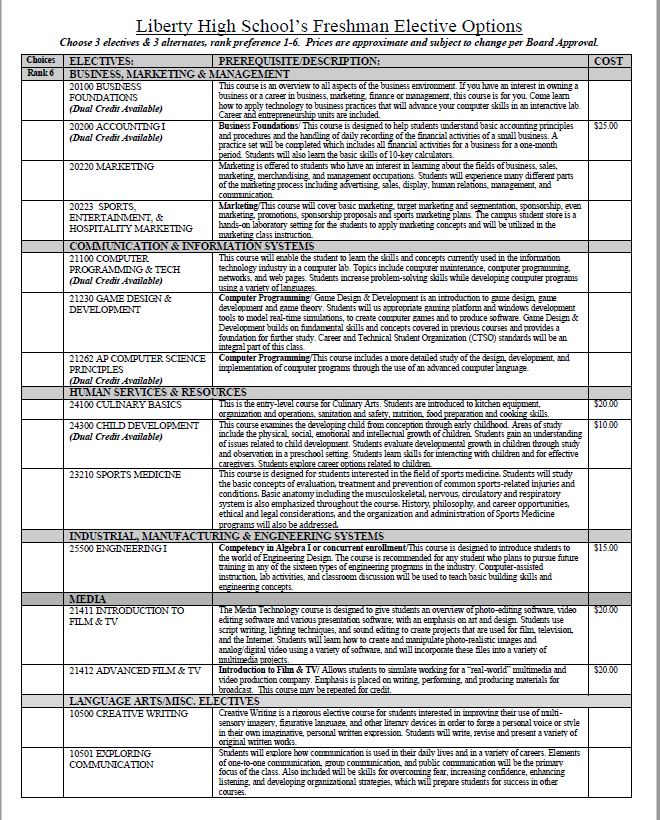 Liberty High School's Freshman Elective Options
Choose 3 electives & 3 alternates, rank preference 1-6. Prices are approximate and subject to change per Board Approval.
Choices ELECTIVES: PREREQUISITE/DESCRIPTION: COST
Rank 6 BUSINESS, MARKETING & MANAGEMENT
20100 BUSINESS
FOUNDATIONS
(Dual Credit Available)
This course is an overview to all aspects of the business environment. If you have an interest in owning a
business or a career in business, marketing, finance or management, this course is for you. Come learn
how to apply technology to business practices that will advance your computer skills in an interactive lab.
Career and entrepreneurship units are included.
20200 ACCOUNTING I
(Dual Credit Available)
Business Foundations/ This course is designed to help students understand basic accounting principles
and procedures and the handling of daily recording of the financial activities of a small business. A
practice set will be completed which includes all financial activities for a business for a one-month
period. Students will also learn the basic skills of 10-key calculators.
$25.00
20220 MARKETING
Marketing is offered to students who have an interest in learning about the fields of business, sales,
marketing, merchandising, and management occupations. Students will experience many different parts
of the marketing process including advertising, sales, display, human relations, management, and
communication.
20223 SPORTS,
ENTERTAINMENT, &
HOSPITALITY MARKETING
Marketing/This course will cover basic marketing, target marketing and segmentation, sponsorship, even
marketing, promotions, sponsorship proposals and sports marketing plans. The campus student store is a
hands-on laboratory setting for the students to apply marketing concepts and will be utilized in the
marketing class instruction.
COMMUNICATION & INFORMATION SYSTEMS
21100 COMPUTER
PROGRAMMING & TECH
(Dual Credit Available)
This course will enable the student to learn the skills and concepts currently used in the information
technology industry in a computer lab. Topics include computer maintenance, computer programming,
networks, and web pages. Students increase problem-solving skills while developing computer programs
using a variety of languages.
21230 GAME DESIGN &
DEVELOPMENT
Computer Programming/ Game Design & Development is an introduction to game design, game
development and game theory. Students will us appropriate gaming platform and windows development
tools to model real-time simulations, to create computer games and to produce software. Game Design &
Development builds on fundamental skills and concepts covered in previous courses and provides a
foundation for further study. Career and Technical Student Organization (CTSO) standards will be an
integral part of this class.
21262 AP COMPUTER SCIENCE
PRINCIPLES
(Dual Credit Available)
Computer Programming/This course includes a more detailed study of the design, development, and
implementation of computer programs through the use of an advanced computer language.
HUMAN SERVICES & RESOURCES
24100 CULINARY BASICS
This is the entry-level course for Culinary Arts. Students are introduced to kitchen equipment,
organization and operations, sanitation and safety, nutrition, food preparation and cooking skills.
$20.00
24300 CHILD DEVELOPMENT
(Dual Credit Available)
This course examines the developing child from conception through early childhood. Areas of study
include the physical, social, emotional and intellectual growth of children. Students gain an understanding
of issues related to child development. Students evaluate developmental growth in children through study
and observation in a preschool setting. Students learn skills for interacting with children and for effective
caregivers. Students explore career options related to children.
$10.00
23210 SPORTS MEDICINE
This course is designed for students interested in the field of sports medicine. Students will study
the basic concepts of evaluation, treatment and prevention of common sports-related injuries and
conditions. Basic anatomy including the musculoskeletal, nervous, circulatory and respiratory
system is also emphasized throughout the course. History, philosophy, and career opportunities,
ethical and legal considerations, and the organization and administration of Sports Medicine
programs will also be addressed.
INDUSTRIAL, MANUFACTURING & ENGINEERING SYSTEMS
25500 ENGINEERING I
Competency in Algebra I or concurrent enrollment/This course is designed to introduce students to
the world of Engineering Design. The course is recommended for any student who plans to pursue future
training in any of the sixteen types of engineering programs in the industry. Computer-assisted
instruction, lab activities, and classroom discussion will be used to teach basic building skills and
engineering concepts.
$15.00
MEDIA
21411 INTRODUCTION TO
FILM & TV
The Media Technology course is designed to give students an overview of photo-editing software, video
editing software and various presentation software; with an emphasis on art and design. Students use
script writing, lighting techniques, and sound editing to create projects that are used for film, television,
and the Internet. Students will learn how to create and manipulate photo-realistic images and
analog/digital video using a variety of software, and will incorporate these files into a variety of
multimedia projects.
$20.00
21412 ADVANCED FILM & TV
Introduction to Film & TV/ Allows students to simulate working for a "real-world" multimedia and
video production company. Emphasis is placed on writing, performing, and producing materials for
broadcast. This course may be repeated for credit.
$20.00
LANGUAGE ARTS/MISC. ELECTIVES
10500 CREATIVE WRITING
Creative Writing is a rigorous elective course for students interested in improving their use of multi-
sensory imagery, figurative language, and other literary devices in order to forge a personal voice or style
in their own imaginative, personal written expression. Students will write, revise and present a variety of
original written works.
10501 EXPLORING
COMMUNICATION
Students will explore how communication is used in their daily lives and in a variety of careers. Elements
of one-to-one communication, group communication, and public communication will be the primary
focus of the class. Also included will be skills for overcoming fear, increasing confidence, enhancing
listening, and developing organizational strategies, which will prepare students for success in other
courses.